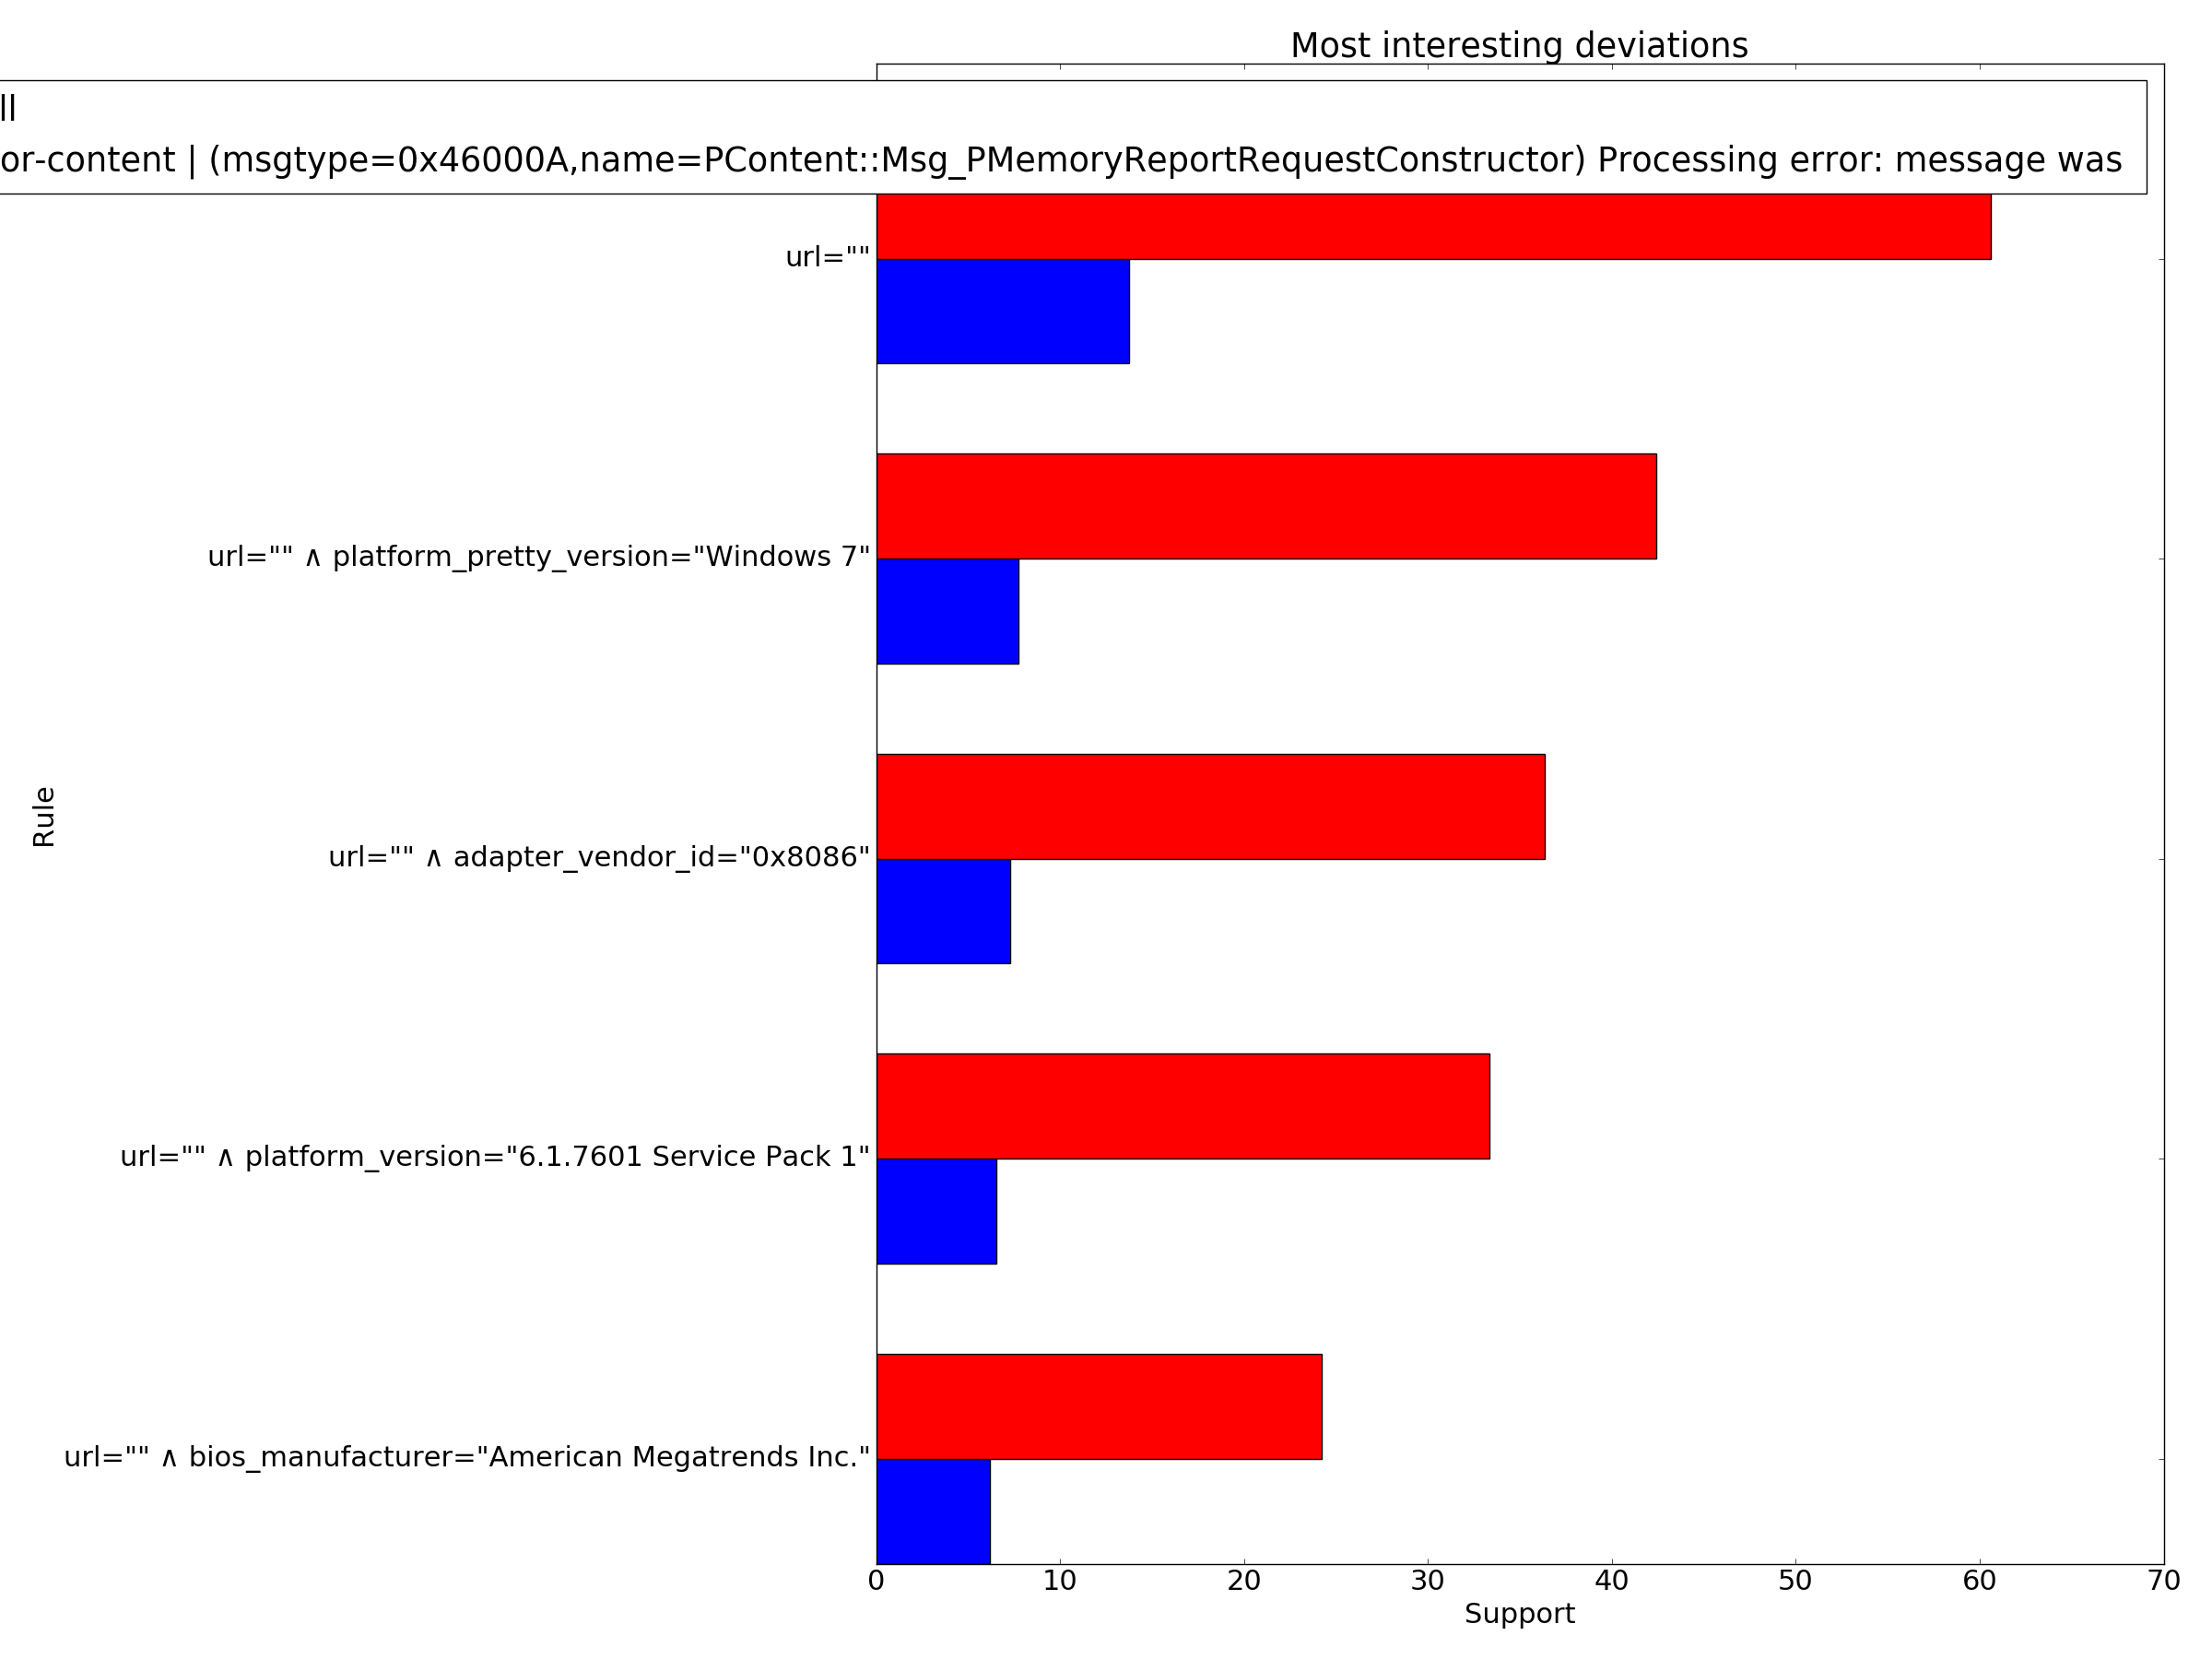 Most interesting deviations
ll
or-content | (msgtype=0x46000A,name=PContent::Msg_PMemoryReportRequestConstructor) Processing error: message was
url=""
url="" ∧ platform_pretty_version="Windows 7"
url="" ∧ adapter_vendor_id="0x8086"
url="" ∧ platform_version="6.1.7601 Service Pack 1"
url="" ∧ bios_manufacturer="American Megatrends Inc."
Rule
0 10 20 30 40 50 60 70
Support